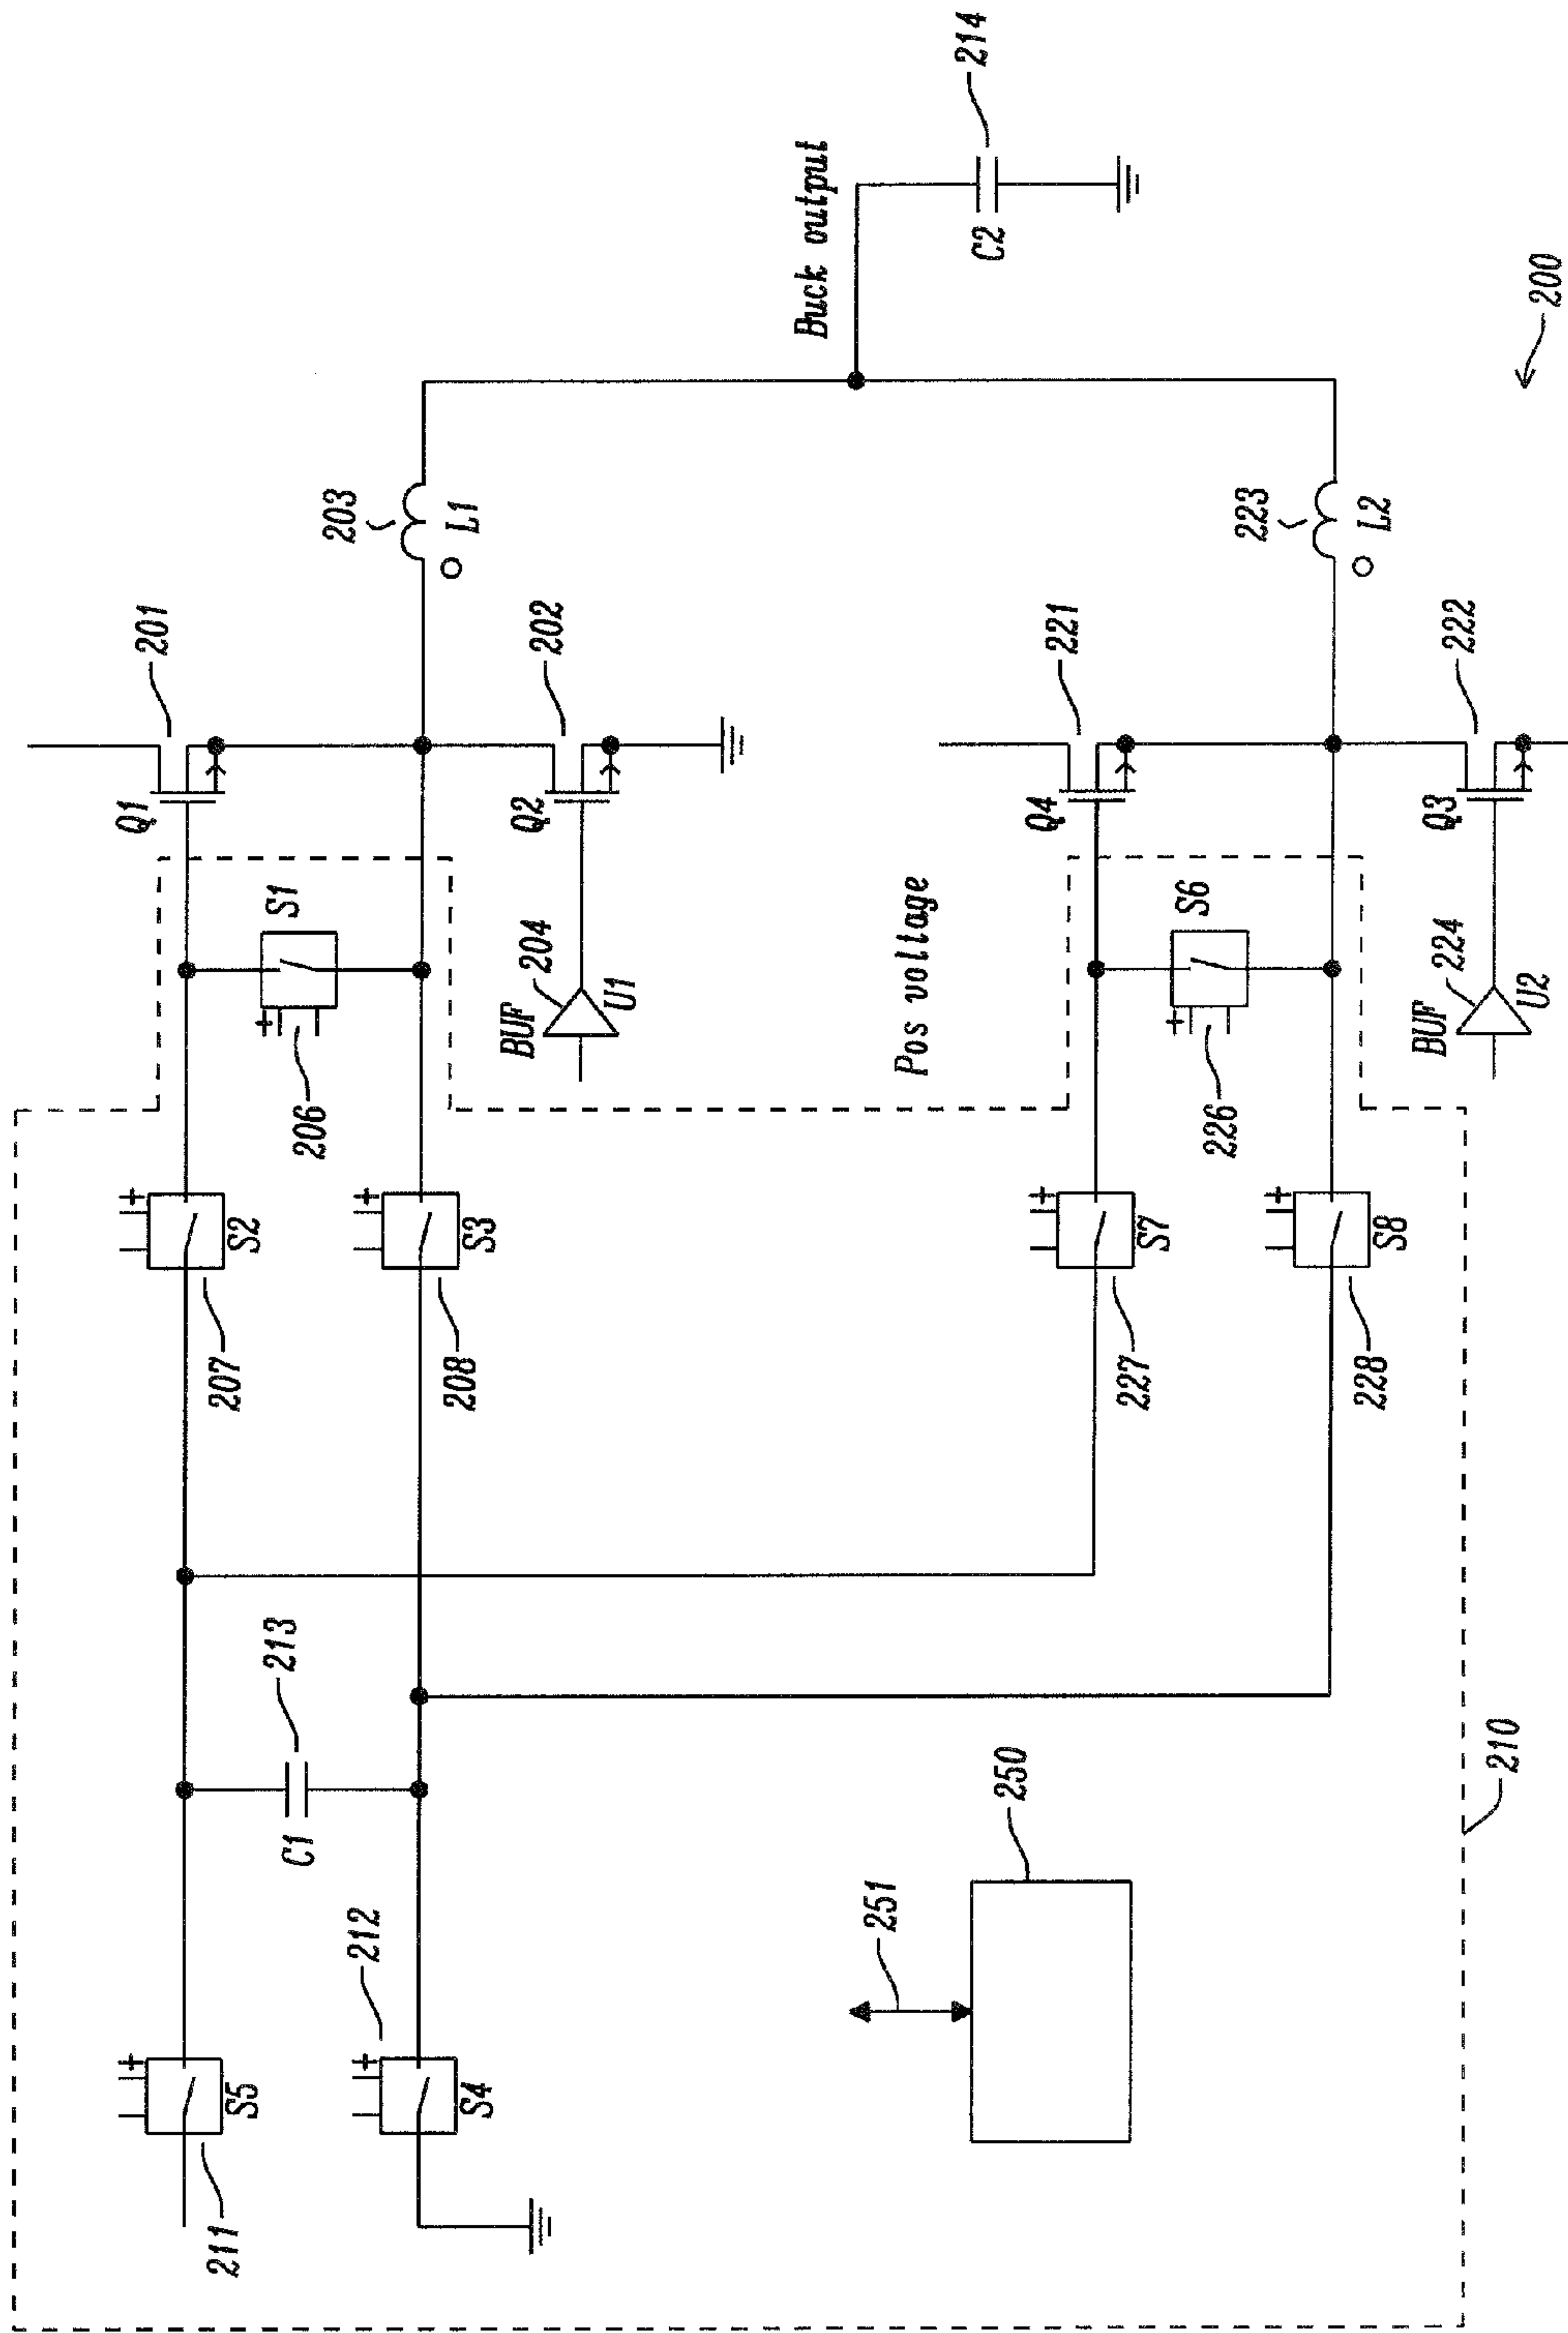 211
S5
212
S4
C1
213
207
S2
208
S3
+
+
+
+
206
+
S1
Q1
201
BUF
204
U1
Q2
202
203
L1
Buck output
C2
214
251
250
227
S7
+
228
S8
+
226
+
S6
Pos voltage
Q4
221
BUF
224
U2
Q3
222
223
L2
210
200